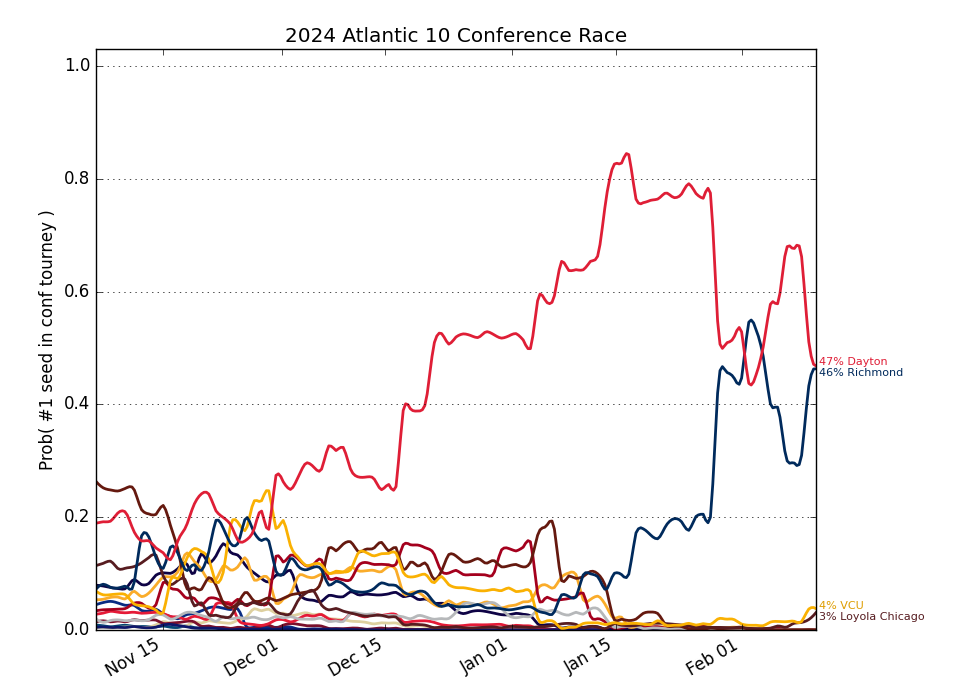 2024 Atlantic 10 Conference Race
Prob( #1 seed in conf tourney )
1.0
0.8
0.6
0.4
0.2
0.0
47% Dayton
46% Richmond
4% VCU
3% Loyola Chicago
Nov 15
Dec 01
Dec 15
Jan 01
Jan 15
Feb 01